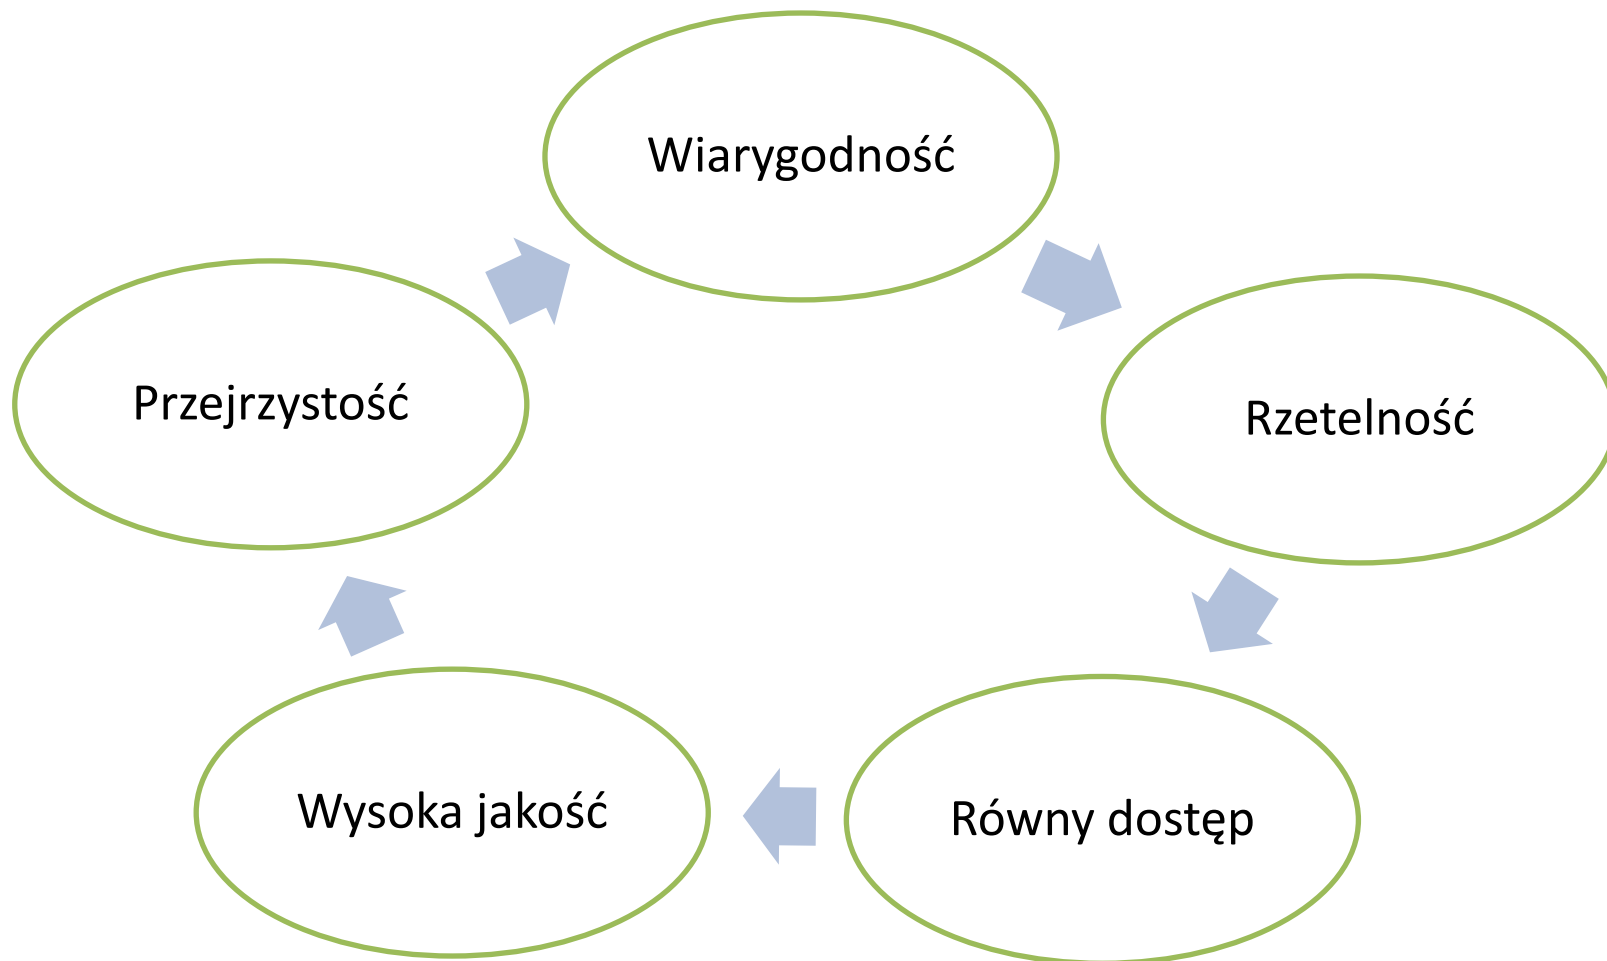 Wiarygodność
Rzetelność
Równy dostęp
Wysoka jakość
Przejrzystość